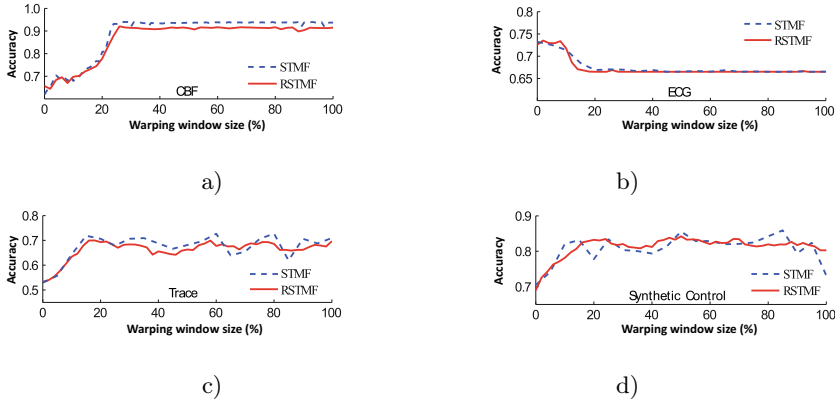 1.0
0.9
0.8
0.7
Accuracy
STMF
RSTMF
CBF
0 20 40 60 80 100
Warping window size (%)
a)
0.80
0.75
0.7
0.65
Accuracy
STMF
RSTMF
ECG
0 20 40 60 80 100
Warping window size (%)
b)
0.8
0.7
0.6
0.5
Accuracy
STMF
RSTMF
Trace
0 20 40 60 80 100
Warping window size (%)
c)
0.9
0.8
0.7
Accuracy
STMF
RSTMF
Synthetic Control
0 20 40 60 80 100
Warping window size (%)
d)